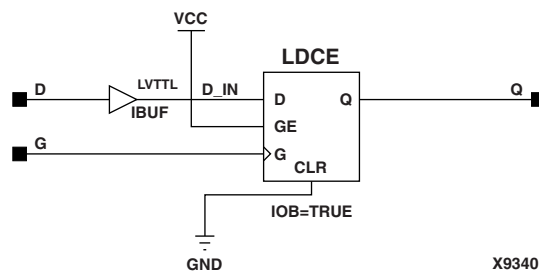 VCC
LDCE
D
LVTTL
D_IN
D
Q
Q
IBUF
GE
G
G
CLR
IOB=TRUE
GND
X9340